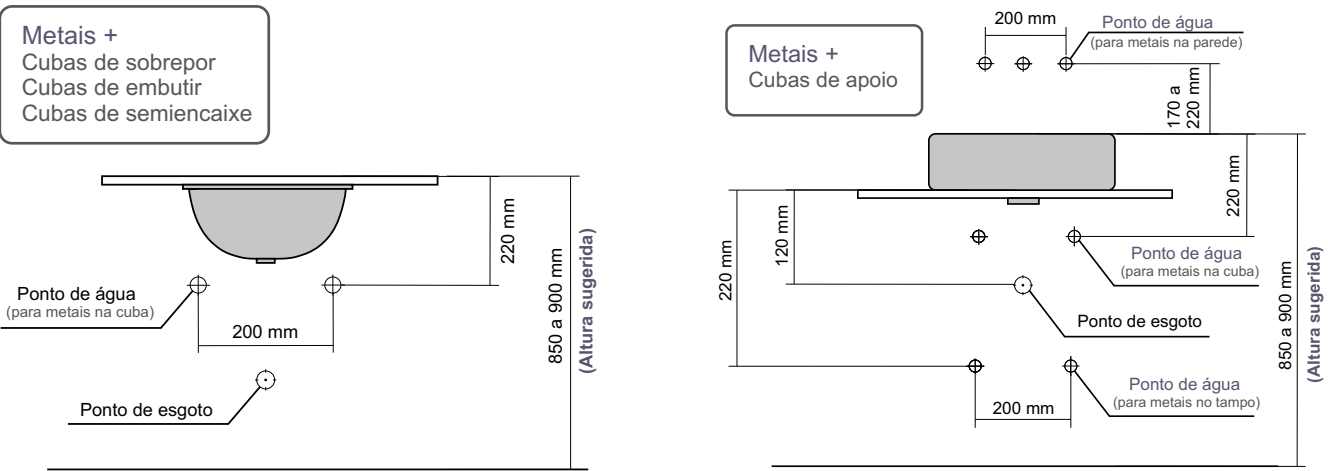 Metais +
Cubas de sobrepor
Cubas de embutir
Cubas de semiencaixe
220 mm
850 a 900 mm
(Altura sugerida)
Ponto de água
(para metais na cuba)
200 mm
Ponto de esgoto
Metais +
Cubas de apoio
200 mm
Ponto de água
(para metais na parede)
170 a
220 mm
220 mm
120 mm
220 mm
Ponto de água
(para metais na cuba)
Ponto de esgoto
850 a 900 mm
(Altura sugerida)
Ponto de água
(para metais no tampo)
200 mm